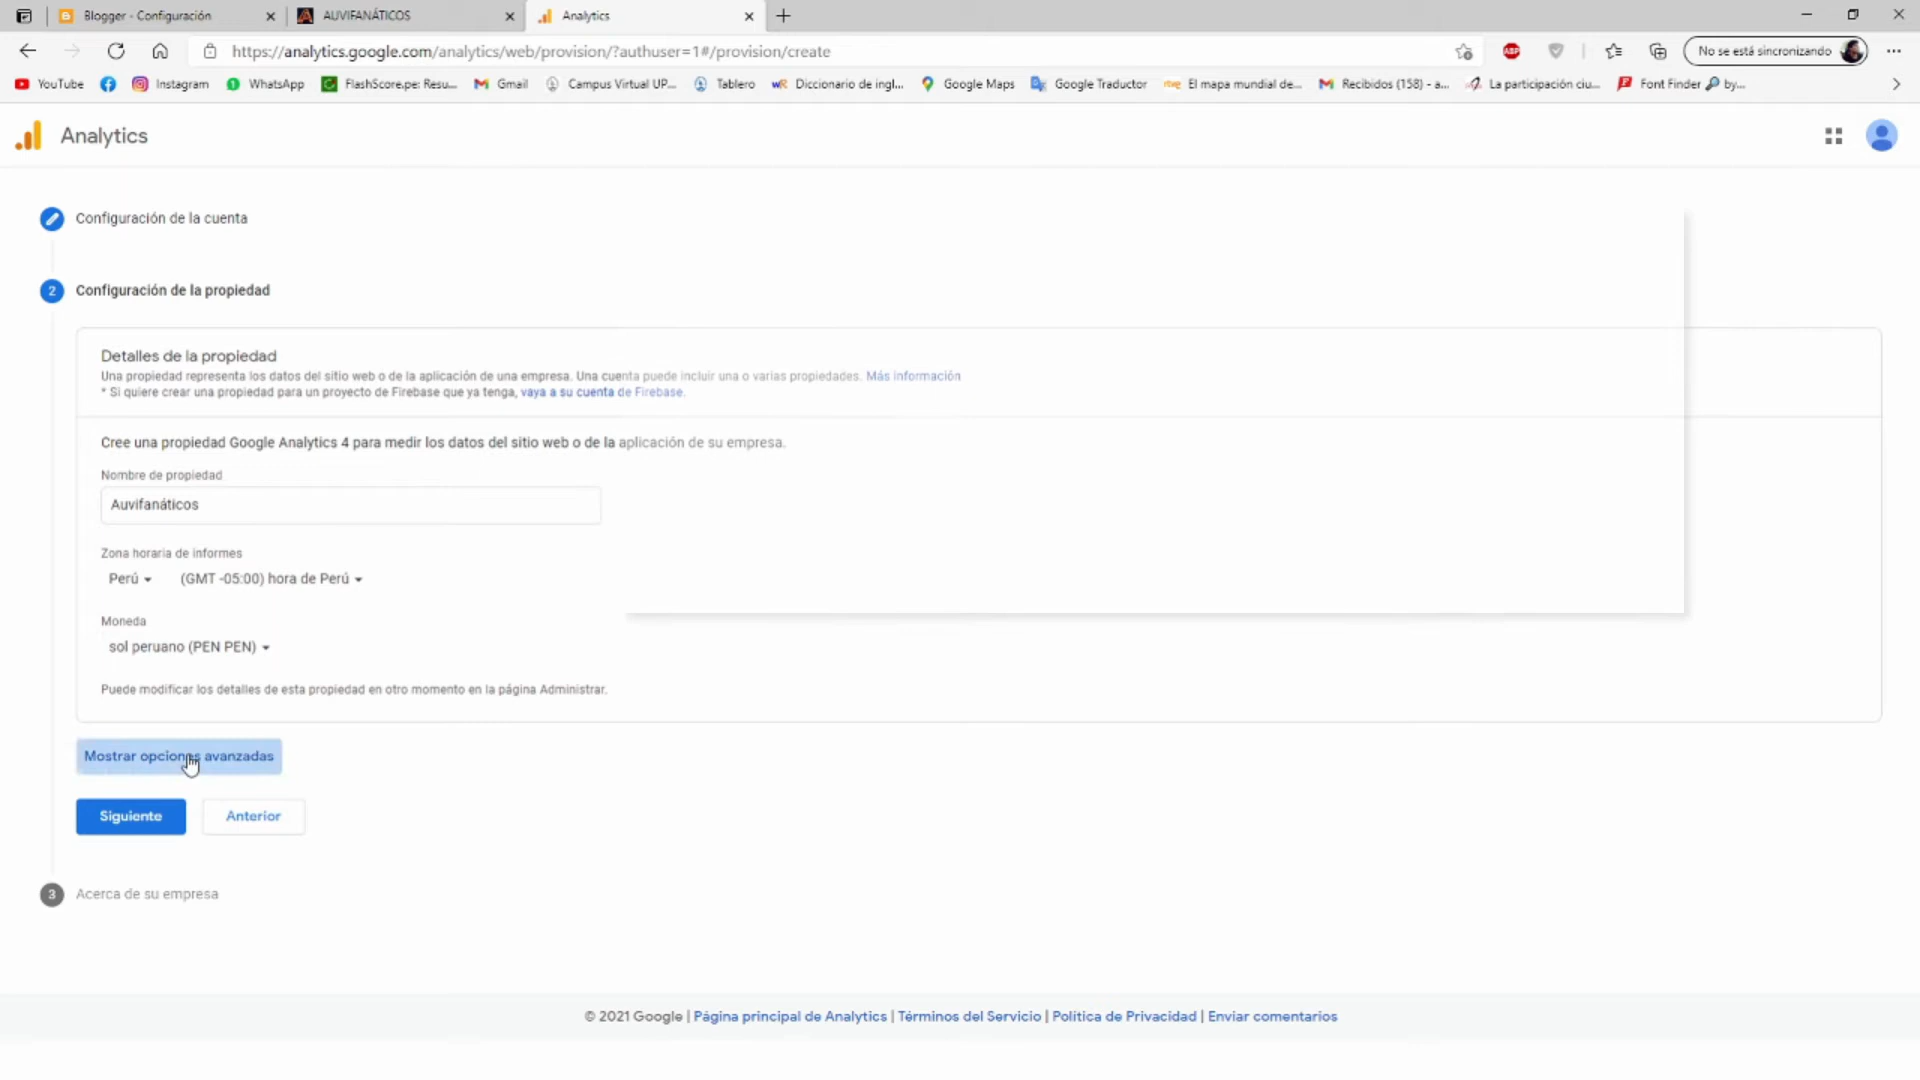 Blogger - Configuración
AUVIFANÁTICOS
Analytics
https://analytics.google.com/analytics/web/provision/?authuser=1#/provision/create
ABP
No se está sincronizando
YouTube
Instagram
WhatsApp
FlashScore.pe: Resu...
Gmail
Campus Virtual UP...
Tablero
wR Diccionario de ingl...
Google Maps
Google Traductor
rtve El mapa mundial de...
Recibidos (158) - a...
La participación ciu...
Font Finder 🔎 by...
Analytics
Configuración de la cuenta
2 Configuración de la propiedad
Detalles de la propiedad
Una propiedad representa los datos del sitio web o de la aplicación de una empresa. Una cuenta puede incluir una o varias propiedades. Más información
* Si quiere crear una propiedad para un proyecto de Firebase que ya tenga, vaya a su cuenta de Firebase.
Cree una propiedad Google Analytics 4 para medir los datos del sitio web o de la aplicación de su empresa.
Nombre de propiedad
Auvifanáticos
Zona horaria de informes
Perú (GMT -05:00) hora de Perú
Moneda
sol peruano (PEN PEN)
Puede modificar los detalles de esta propiedad en otro momento en la página Administrar.
Mostrar opciones avanzadas
Siguiente Anterior
3 Acerca de su empresa
© 2021 Google | Página principal de Analytics | Términos del Servicio | Política de Privacidad | Enviar comentarios